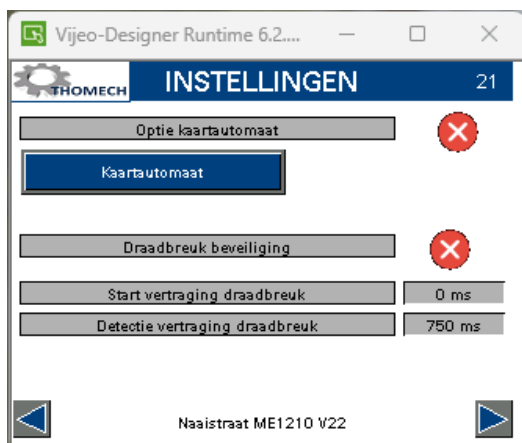 Vijeo-Designer Runtime 6.2....
THOMECH INSTELLINGEN 21
Optie kaartautomaat
Kaartautomaat
Draadbreuk beveiliging
Start vertraging draadbreuk 0 ms
Detectie vertraging draadbreuk 750 ms
Naaistraat ME1210 V22